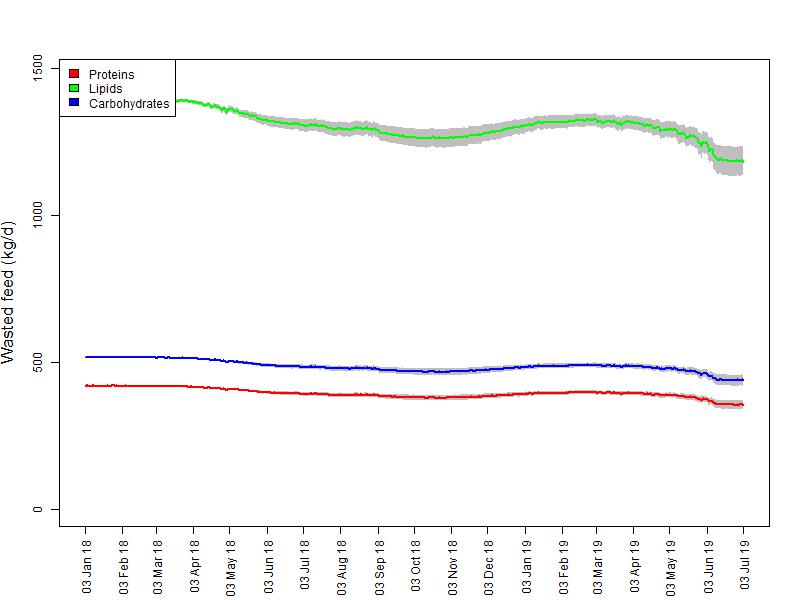 Proteins
Lipids
Carbohydrates
Wasted feed (kg/d)
1500
1000
500
0
03 Jan 18
03 Feb 18
03 Mar 18
03 Apr 18
03 May 18
03 Jun 18
03 Jul 18
03 Aug 18
03 Sep 18
03 Oct 18
03 Nov 18
03 Dec 18
03 Jan 19
03 Feb 19
03 Mar 19
03 Apr 19
03 May 19
03 Jun 19
03 Jul 19